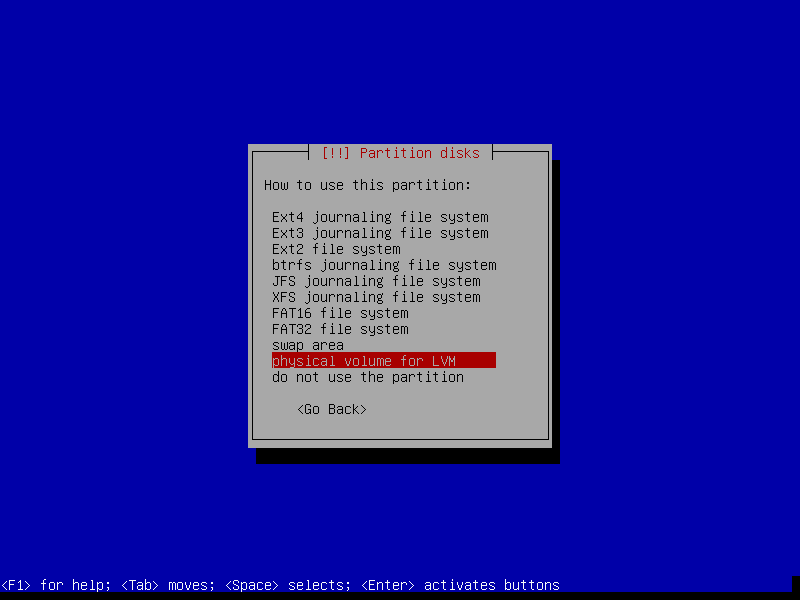 [!!] Partition disks
How to use this partition:
Ext4 journaling file system
Ext3 journaling file system
Ext2 file system
btrfs journaling file system
JFS journaling file system
XFS journaling file system
FAT16 file system
FAT32 file system
swap area
physical volume for LVM
do not use the partition
<Go Back>
<F1> for help; <Tab> moves; <Space> selects; <Enter> activates buttons